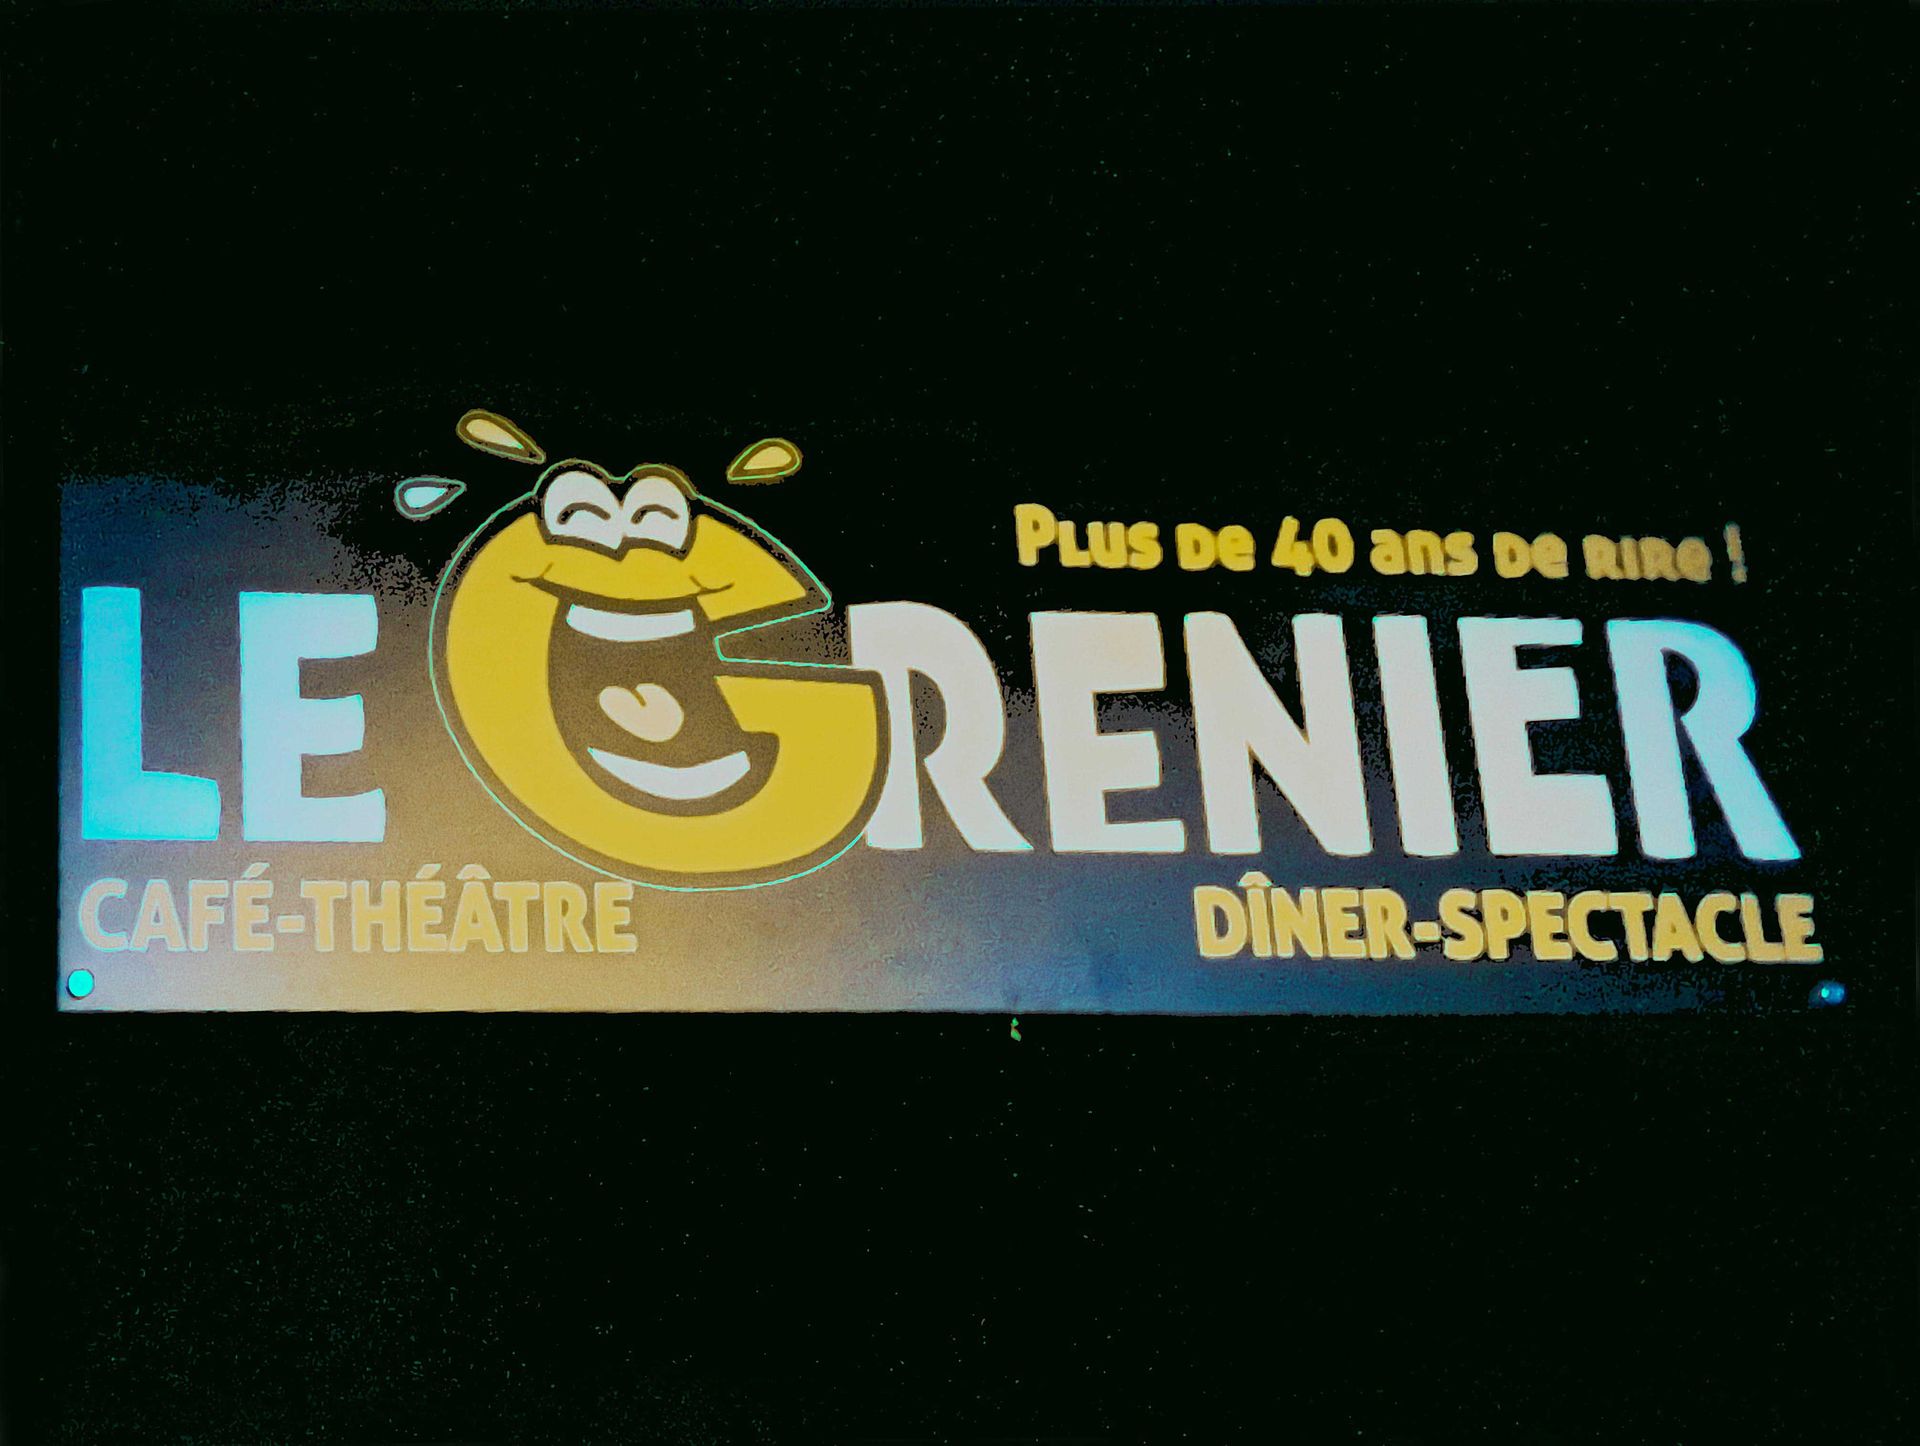 Plus de 40 ans de rire !
LE GRENIER
CAFÉ-THÉÂTRE
DÎNER-SPECTACLE